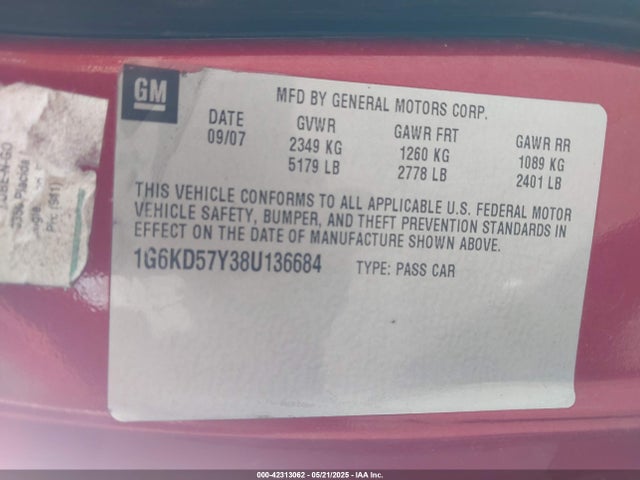 GM
MFD BY GENERAL MOTORS CORP.
DATE GVWR GAWR FRT GAWR RR
09/07 2349 KG 1260 KG 1089 KG
5179 LB 2778 LB 2401 LB
THIS VEHICLE CONFORMS TO ALL APPLICABLE U.S. FEDERAL MOTOR
VEHICLE SAFETY, BUMPER, AND THEFT PREVENTION STANDARDS IN
EFFECT ON THE DATE OF MANUFACTURE SHOWN ABOVE.
1G6KD57Y38U136684 TYPE: PASS CAR
Placida
(941)
000-42313062 - 05/21/2025 - IAA Inc.